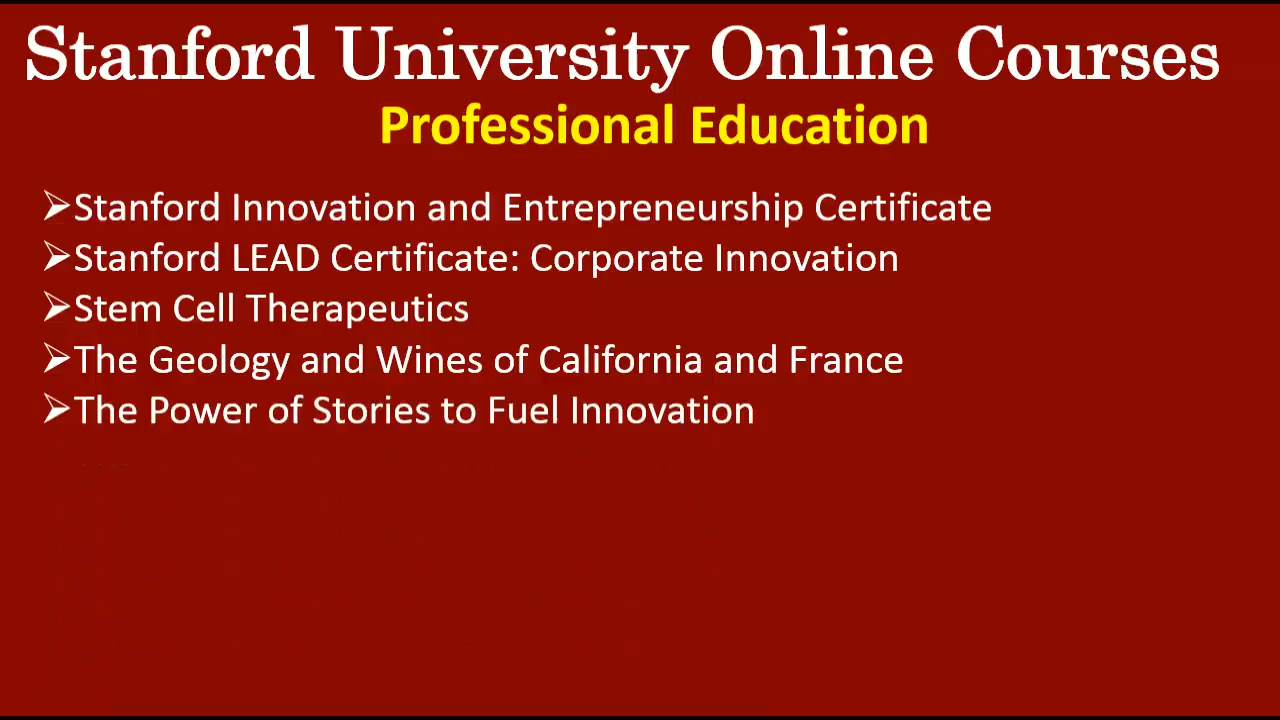 Stanford University Online Courses
Professional Education
➢Stanford Innovation and Entrepreneurship Certificate
➢Stanford LEAD Certificate: Corporate Innovation
➢Stem Cell Therapeutics
➢The Geology and Wines of California and France
➢The Power of Stories to Fuel Innovation